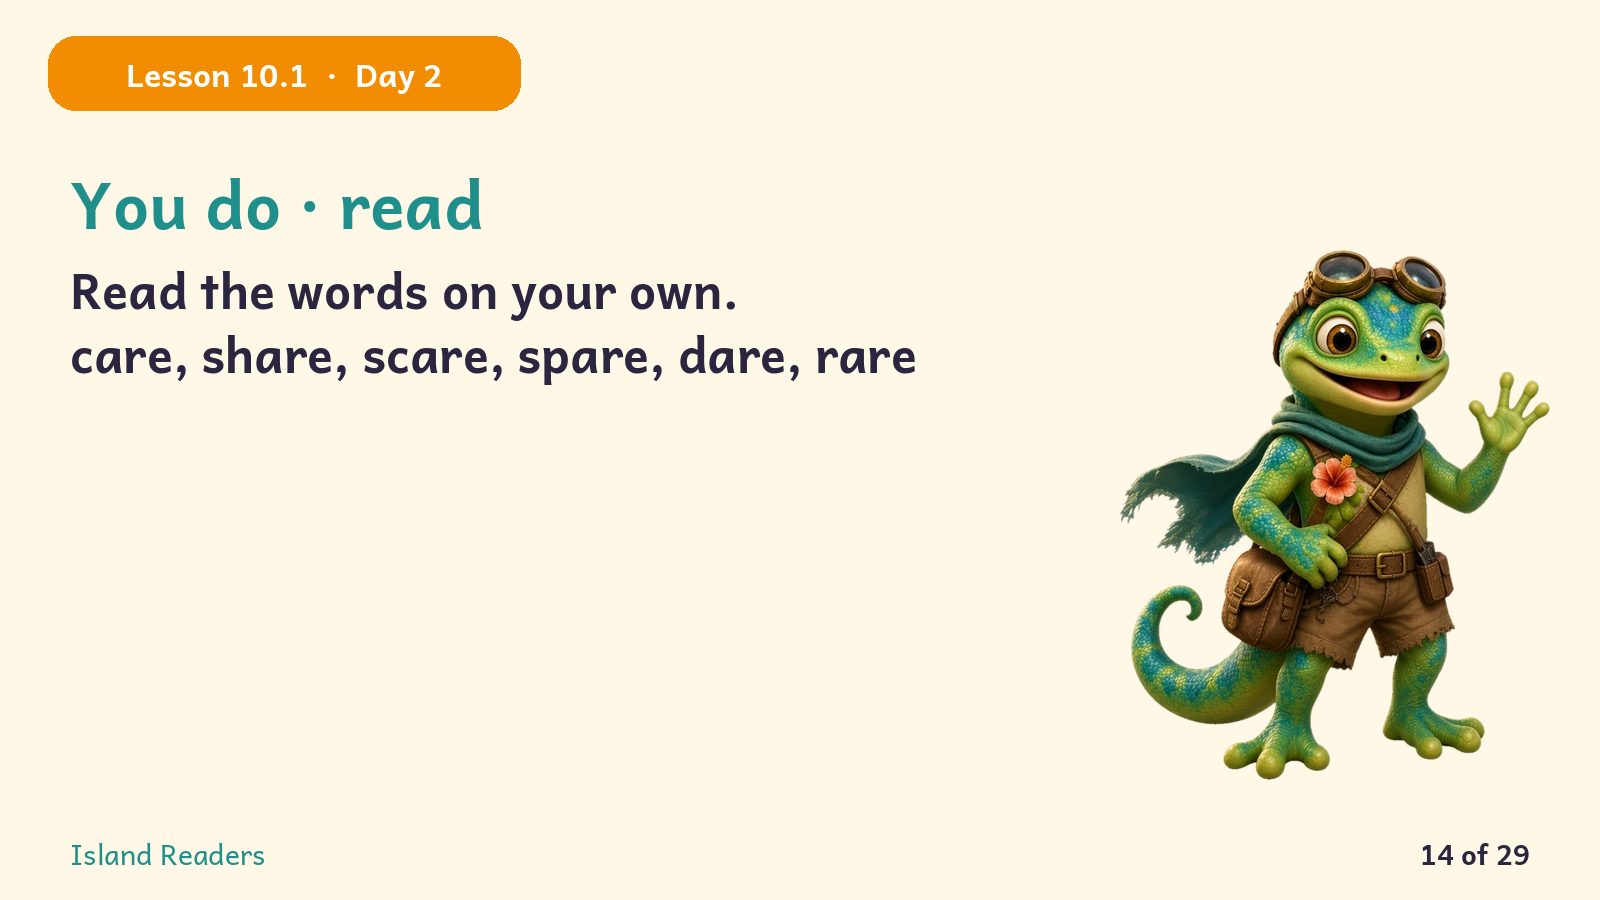 Lesson 10.1 · Day 2
You do · read
Read the words on your own.
care, share, scare, spare, dare, rare
Island Readers
14 of 29